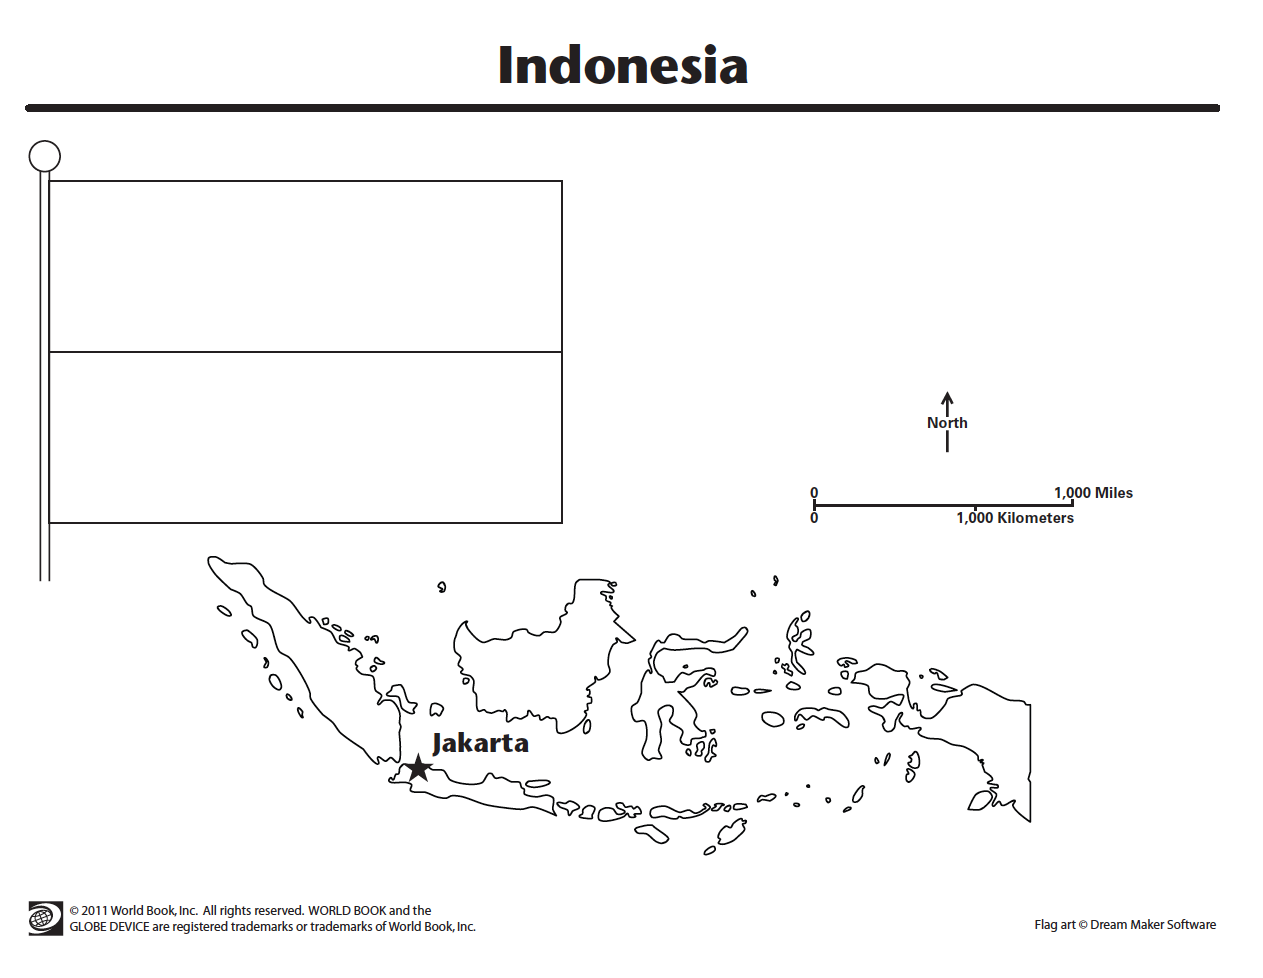 Indonesia
North
0 1,000 Miles
0 1,000 Kilometers
Jakarta
© 2011 World Book, Inc. All rights reserved. WORLD BOOK and the
GLOBE DEVICE are registered trademarks or trademarks of World Book, Inc.
Flag art © Dream Maker Software